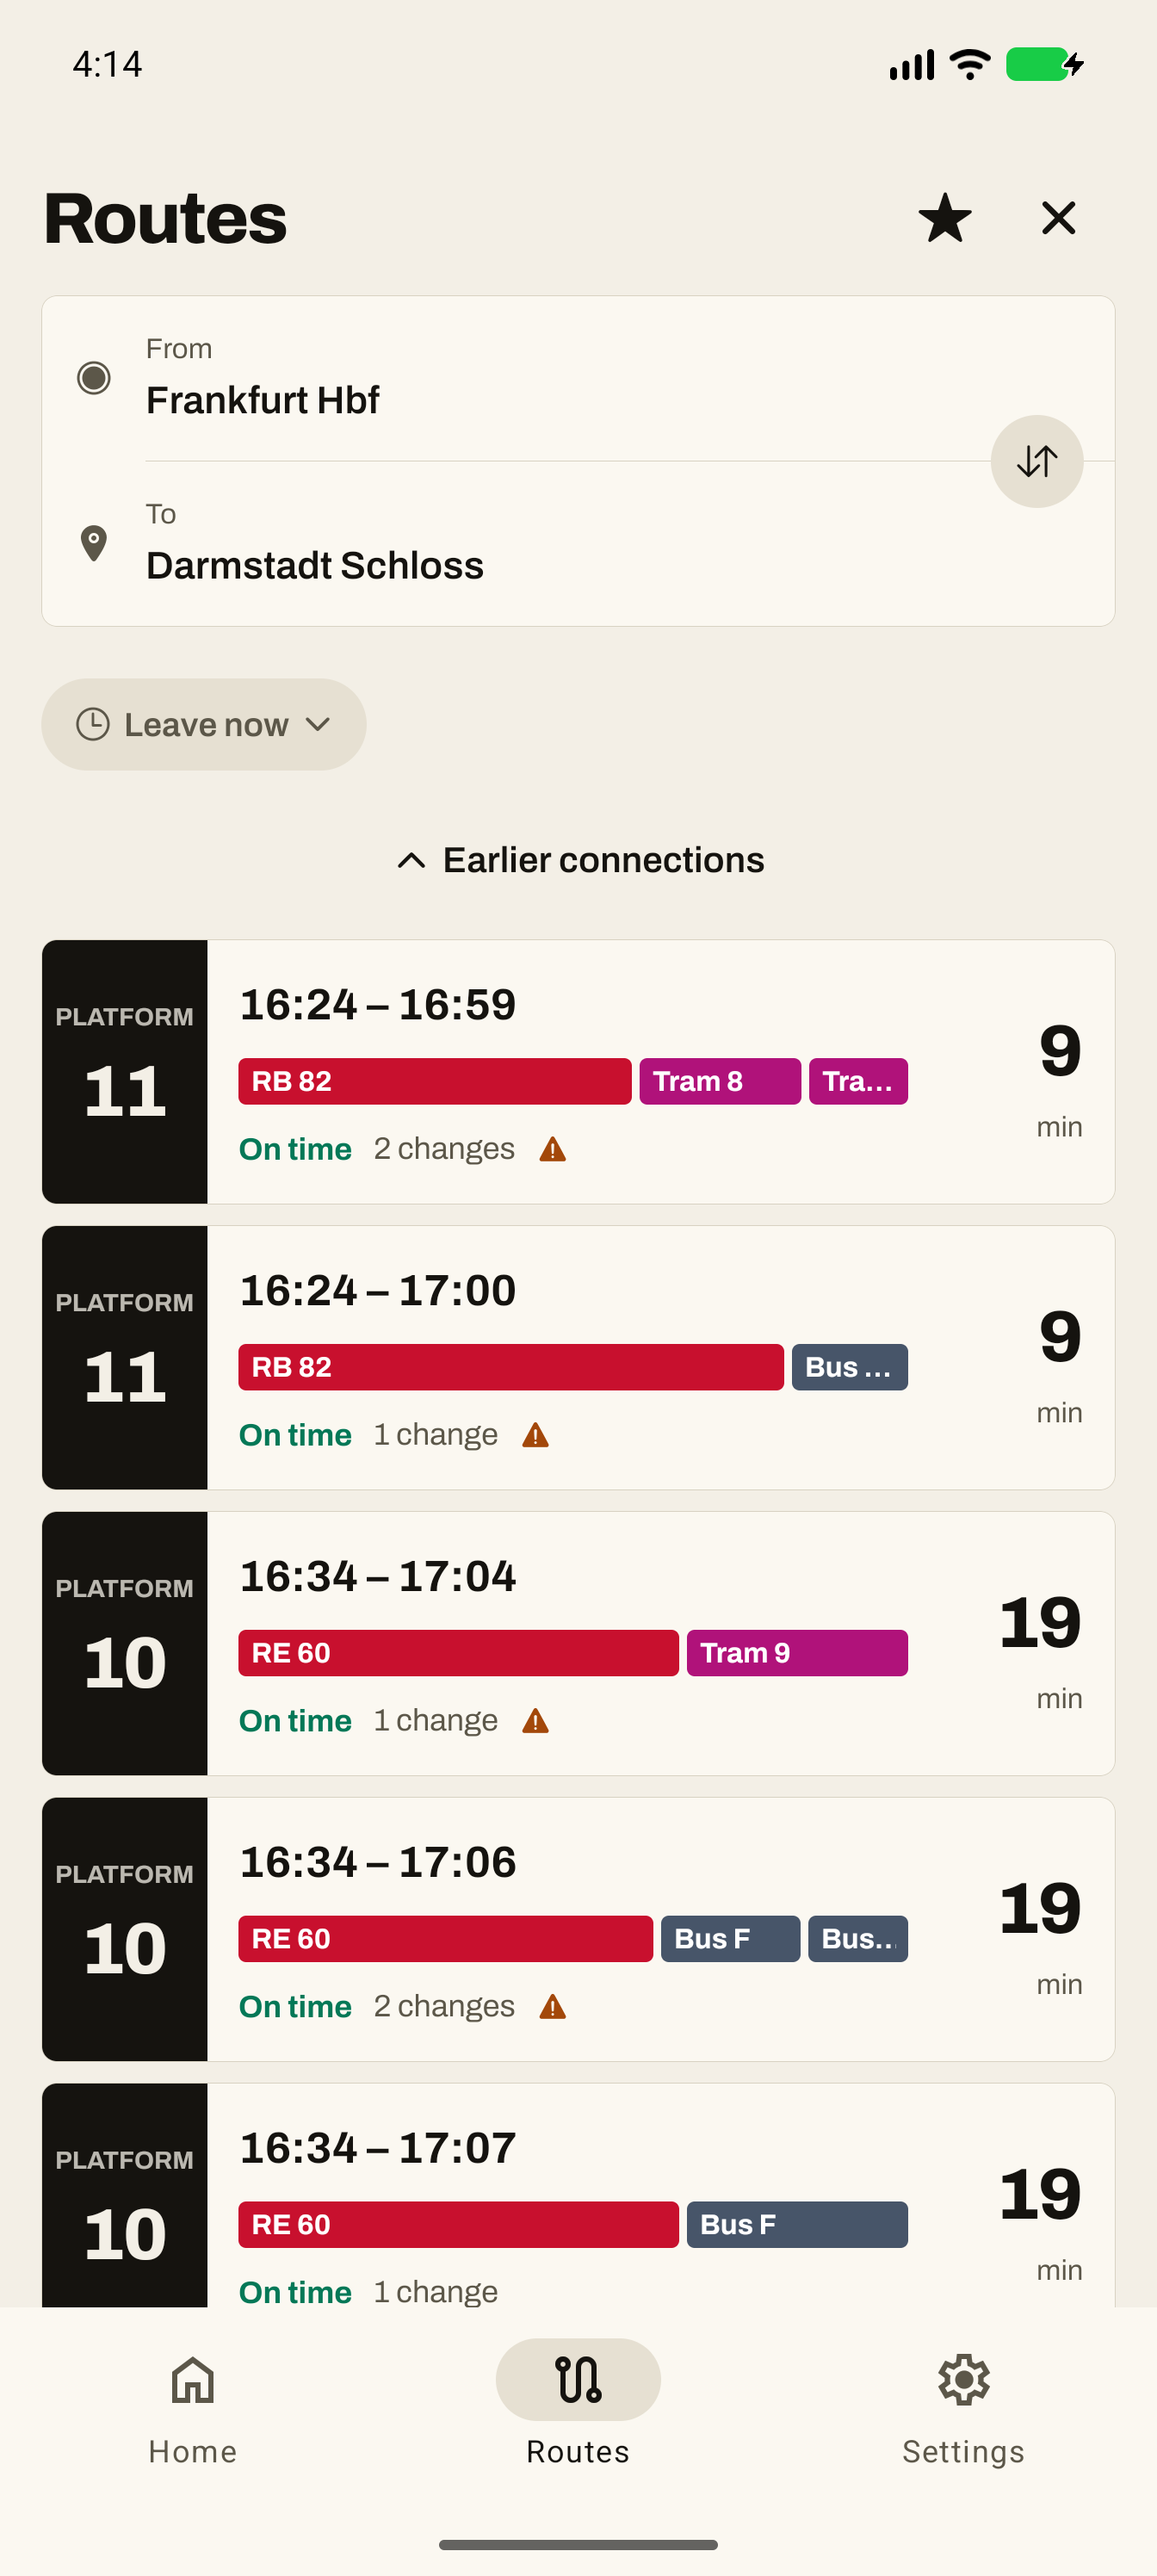 4:14
Routes
From
Frankfurt Hbf
To
Darmstadt Schloss
Leave now
Earlier connections
PLATFORM
11
16:24 – 16:59
RB 82 Tram 8 Tra...
On time 2 changes
9
min
PLATFORM
11
16:24 – 17:00
RB 82 Bus ...
On time 1 change
9
min
PLATFORM
10
16:34 – 17:04
RE 60 Tram 9
On time 1 change
19
min
PLATFORM
10
16:34 – 17:06
RE 60 Bus F Bus...
On time 2 changes
19
min
PLATFORM
10
16:34 – 17:07
RE 60 Bus F
On time 1 change
19
min
Home Routes Settings